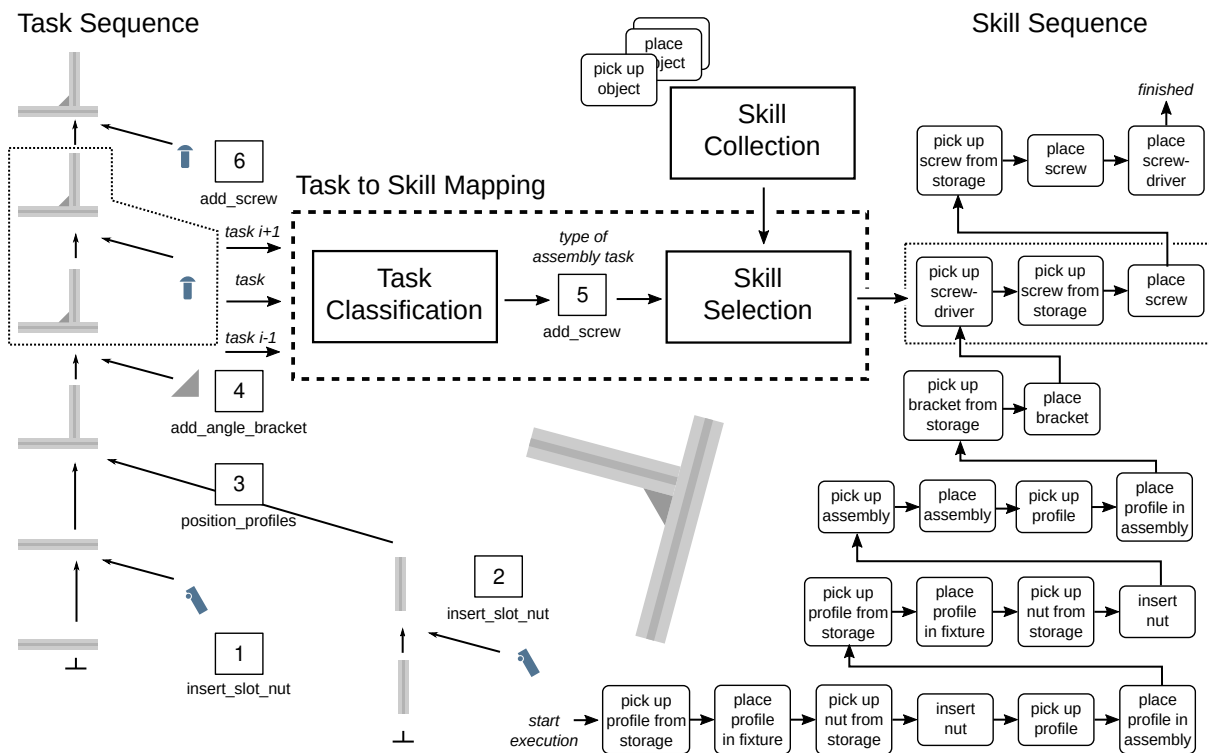 Task Sequence
Skill Sequence
place
object
pick up
object
Skill
Collection
finished
pick up
screw from
storage
place
screw
place
screw-
driver
6
add_screw
Task to Skill Mapping
task i+1
task
task i-1
Task
Classification
type of
assembly task
5
add_screw
Skill
Selection
pick up
screw-
driver
pick up
screw from
storage
place
screw
4
add_angle_bracket
pick up
bracket from
storage
place
bracket
3
position_profiles
pick up
assembly
place
assembly
pick up
profile
place
profile in
assembly
2
insert_slot_nut
pick up
profile from
storage
place
profile
in fixture
pick up
nut from
storage
insert
nut
1
insert_slot_nut
start
execution
pick up
profile from
storage
place
profile
in fixture
pick up
nut from
storage
insert
nut
pick up
profile
place
profile in
assembly